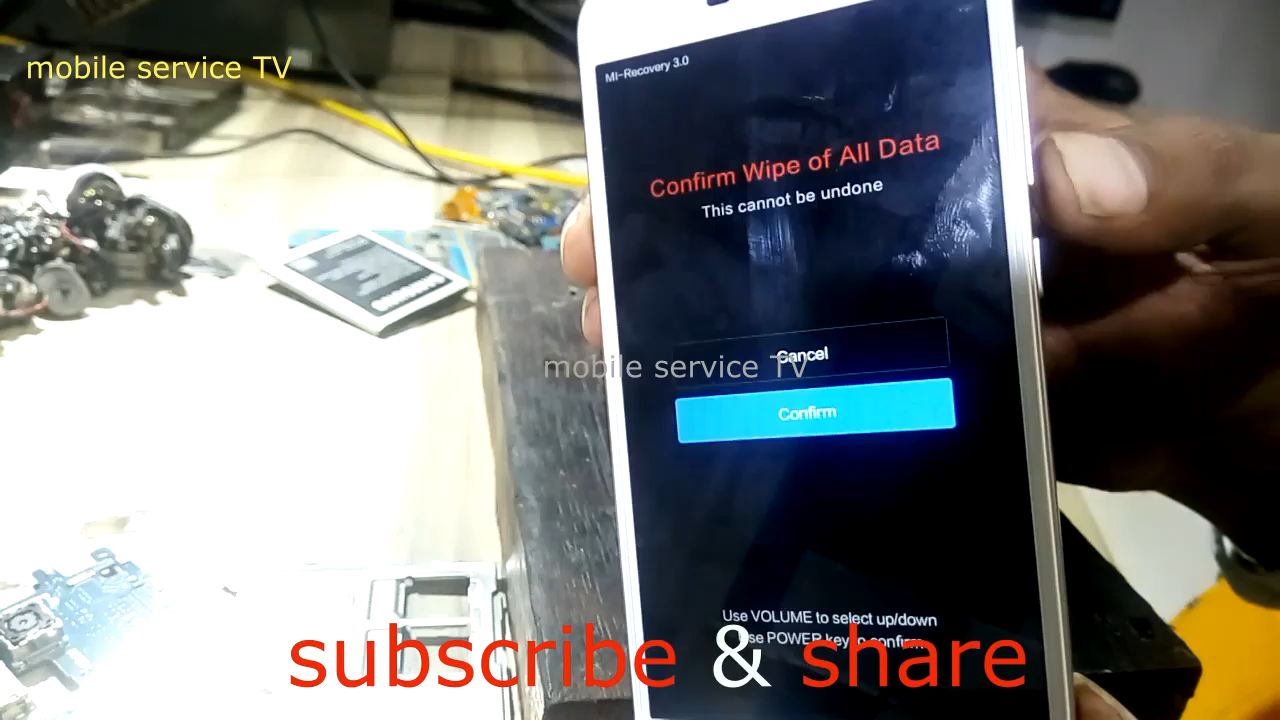 mobile service TV
MI-Recovery 3.0
Confirm Wipe of All Data
This cannot be undone
Cancel
mobile service TV
Confirm
Use VOLUME to select up/down
POWER key to confirm
subscribe & share